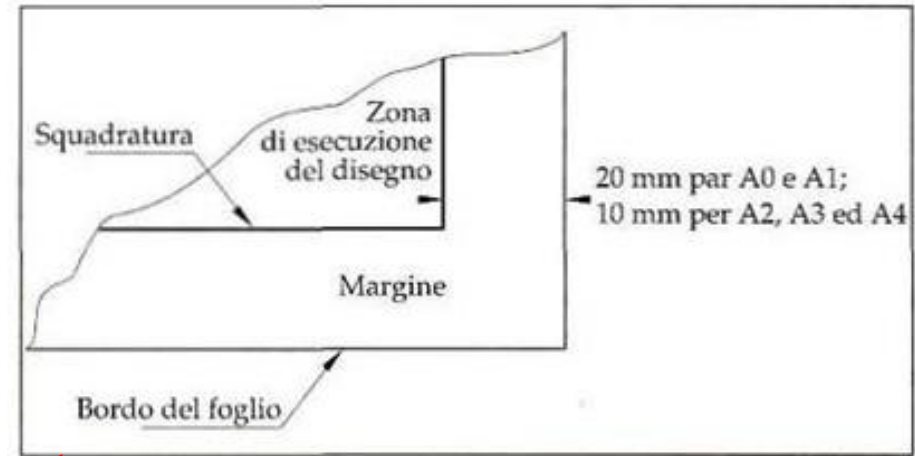 Zona
di esecuzione
del disegno
Squadratura
20 mm par A0 e A1;
10 mm per A2, A3 ed A4
Margine
Bordo del foglio